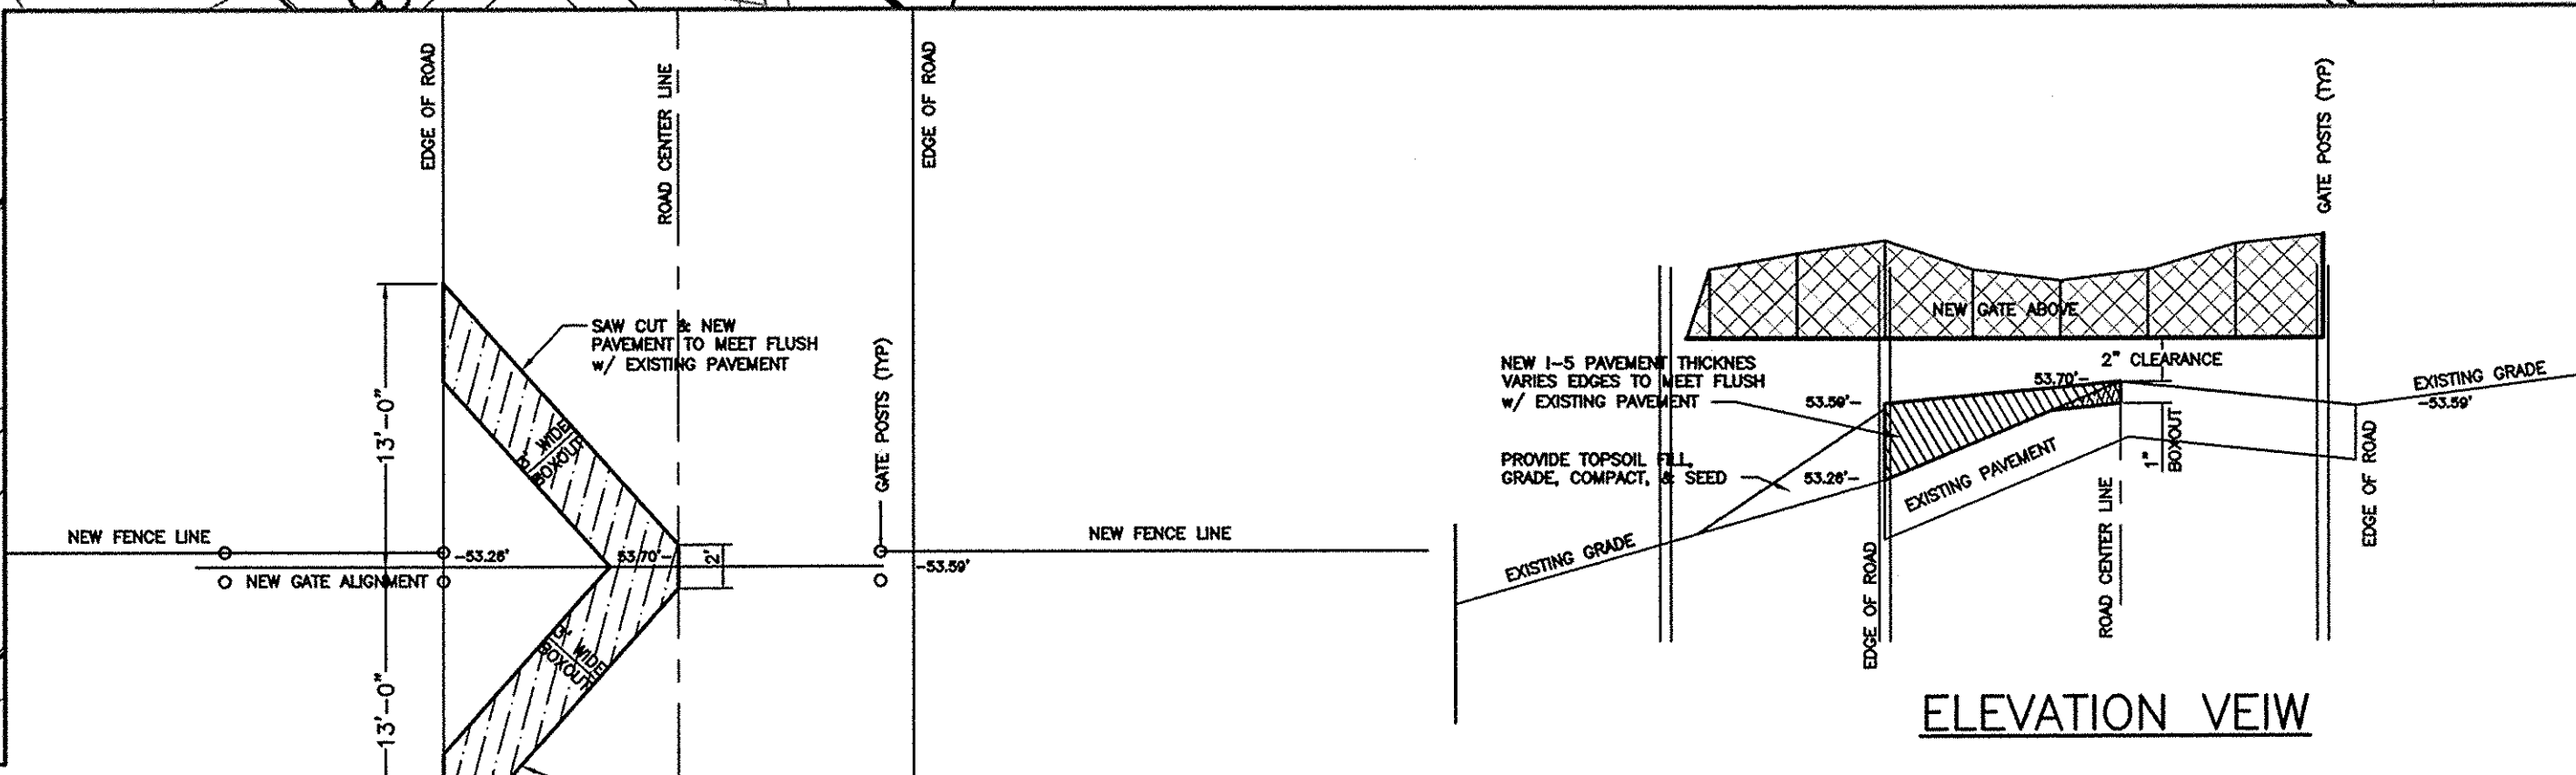 EDGE OF ROAD
ROAD CENTER LINE
EDGE OF ROAD
13'-0"
SAW CUT & NEW
PAVEMENT TO MEET FLUSH
w/ EXISTING PAVEMENT
WIDE
BOXOUT
GATE POSTS (TYP)
NEW FENCE LINE
-53.26'
53.70'-
2'
NEW FENCE LINE
NEW GATE ALIGNMENT
-53.59'
3' WIDE
BOXOUT
13'-0"
GATE POSTS (TYP)
NEW GATE ABOVE
NEW I-5 PAVEMENT THICKNES
VARIES EDGES TO MEET FLUSH
w/ EXISTING PAVEMENT
2" CLEARANCE
53.70'-
53.59'-
EXISTING GRADE
-53.59'
1"
BOXOUT
PROVIDE TOPSOIL FILL,
GRADE, COMPACT, & SEED
53.26'-
EXISTING PAVEMENT
EXISTING GRADE
EDGE OF ROAD
ROAD CENTER LINE
EDGE OF ROAD
ELEVATION VEIW